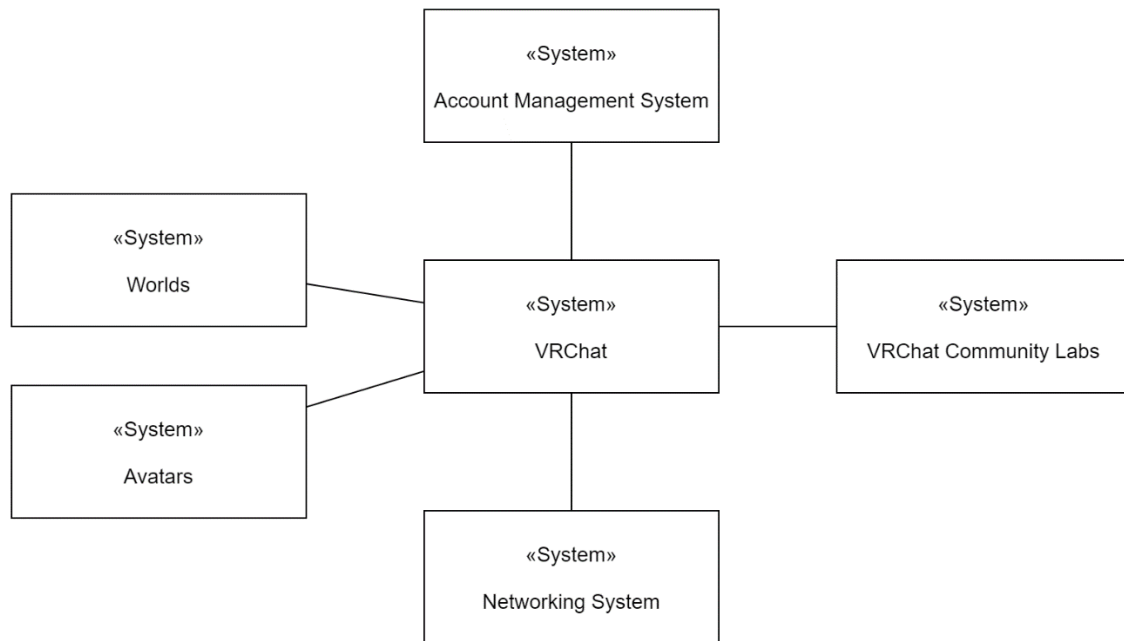 «System»
Account Management System
«System»
Worlds
«System»
VRChat
«System»
VRChat Community Labs
«System»
Avatars
«System»
Networking System